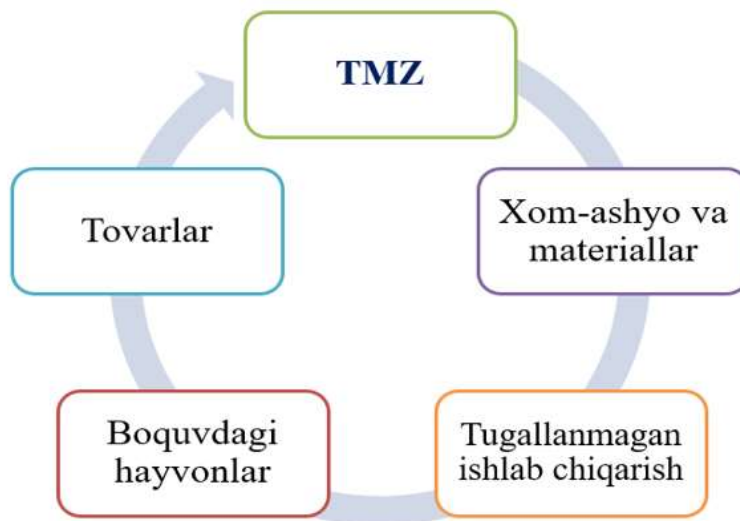 TMZ
Xom-ashyo va
materiallar
Tugallanmagan
ishlab chiqarish
Boquvdagi
hayvonlar
Tovarlar